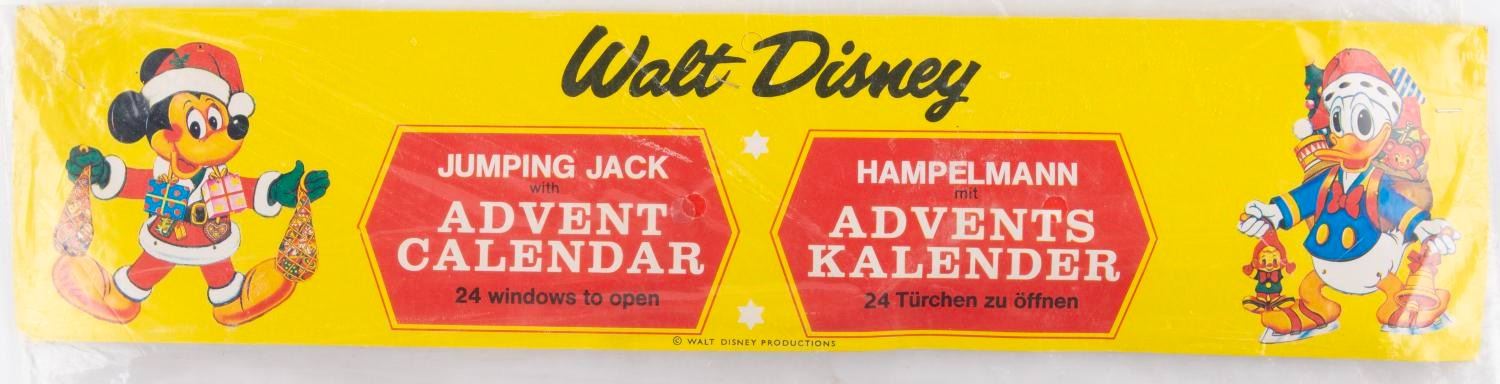 Walt Disney
JUMPING JACK
with
ADVENT
CALENDAR
24 windows to open
HAMPELMANN
mit
ADVENTS
KALENDER
24 Türchen zu öffnen
© WALT DISNEY PRODUCTIONS